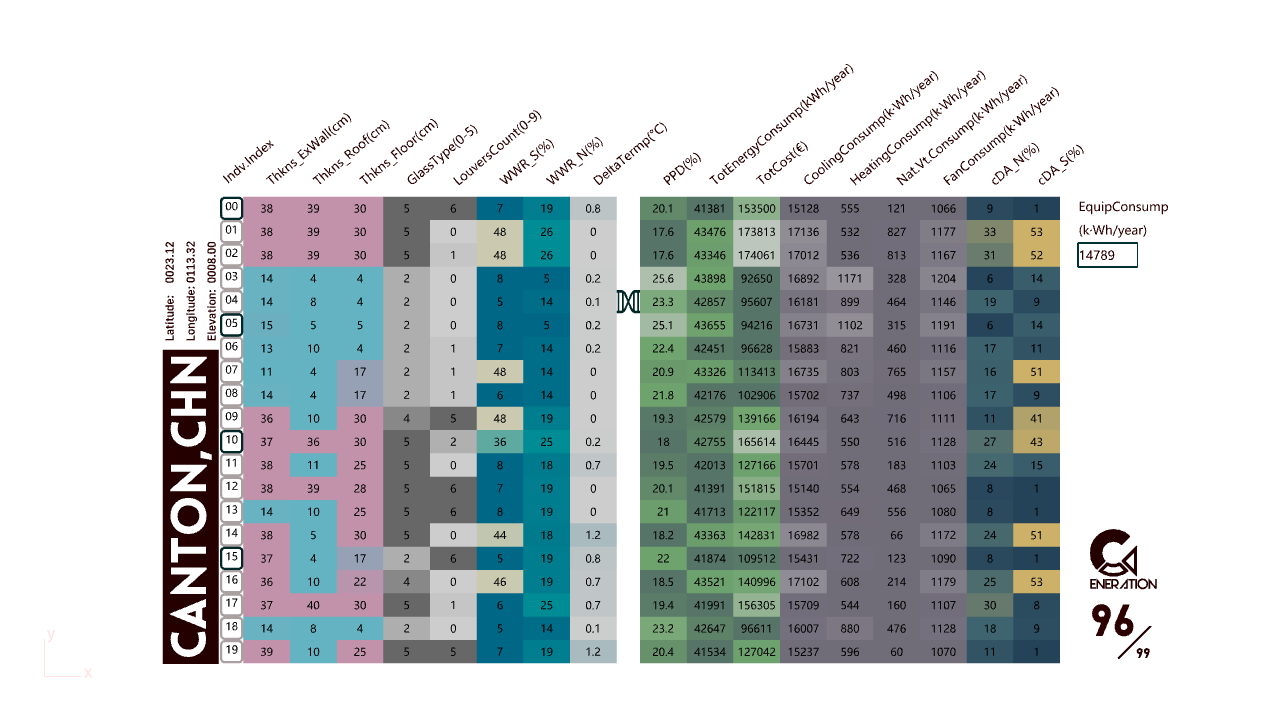 Indv.Index Thkns_ExWall(cm) Thkns_Roof(cm) Thkns_Floor(cm) GlassType(0-5) LouversCount(0-9) WWR_S(%) WWR_N(%) DeltaTermp(°C) PPD(%) TotEnergyConsump(kWh/year) TotCost(€) CoolingConsump(k·Wh/year) HeatingConsump(k·Wh/year) Nat.Vt.Consump(k·Wh/year) FanConsump(k·Wh/year) cDA_N(%) cDA_S(%)
00 38 39 30 5 6 7 19 0.8 20.1 41381 153500 15128 555 121 1066 9 1
01 38 39 30 5 0 48 26 0 17.6 43476 173813 17136 532 827 1177 33 53
02 38 39 30 5 1 48 26 0 17.6 43346 174061 17012 536 813 1167 31 52
03 14 4 4 2 0 8 5 0.2 25.6 43898 92650 16892 1171 328 1204 6 14
04 14 8 4 2 0 5 14 0.1 23.3 42857 95607 16181 899 464 1146 19 9
05 15 5 5 2 0 8 5 0.2 25.1 43655 94216 16731 1102 315 1191 6 14
06 13 10 4 2 1 7 14 0.2 22.4 42451 96628 15883 821 460 1116 17 11
07 11 4 17 2 1 48 14 0 20.9 43326 113413 16735 803 765 1157 16 51
08 14 4 17 2 1 6 14 0 21.8 42176 102906 15702 737 498 1106 17 9
09 36 10 30 4 5 48 19 0 19.3 42579 139166 16194 643 716 1111 11 41
10 37 36 30 5 2 36 25 0.2 18 42755 165614 16445 550 516 1128 27 43
11 38 11 25 5 0 8 18 0.7 19.5 42013 127166 15701 578 183 1103 24 15
12 38 39 28 5 6 7 19 0 20.1 41391 151815 15140 554 468 1065 8 1
13 14 10 25 5 6 8 19 0 21 41713 122117 15352 649 556 1080 8 1
14 38 5 30 5 0 44 18 1.2 18.2 43363 142831 16982 578 66 1172 24 51
15 37 4 17 2 6 5 19 0.8 22 41874 109512 15431 722 123 1090 8 1
16 36 10 22 4 0 46 19 0.7 18.5 43521 140996 17102 608 214 1179 25 53
17 37 40 30 5 1 6 25 0.7 19.4 41991 156305 15709 544 160 1107 30 8
18 14 8 4 2 0 5 14 0.1 23.2 42647 96611 16007 880 476 1128 18 9
19 39 10 25 5 5 7 19 1.2 20.4 41534 127042 15237 596 60 1070 11 1
EquipConsump
(k·Wh/year)
14789
Latitude: 0023.12
Longitude: 0113.32
Elevation: 0008.00
CANTON,CHN
ENERATION
96/99
y
x